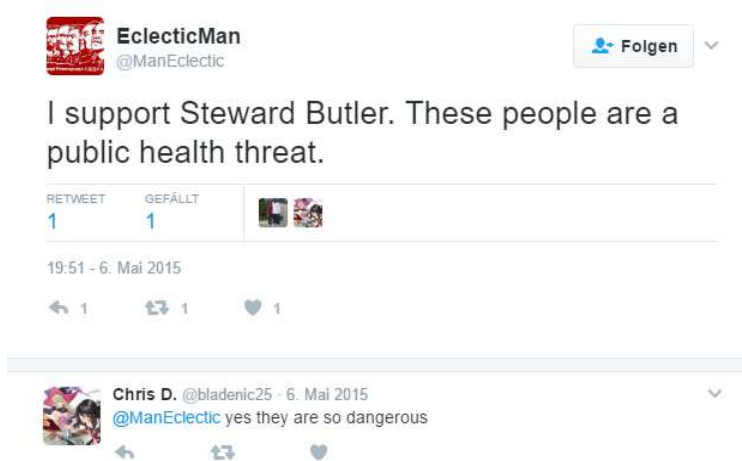 EclecticMan
@ManEclectic
Folgen
I support Steward Butler. These people are a
public health threat.
RETWEET GEFÄLLT
1 1
19:51 - 6. Mai 2015
1 1 1
Chris D. @bladenic25 · 6. Mai 2015
@ManEclectic yes they are so dangerous